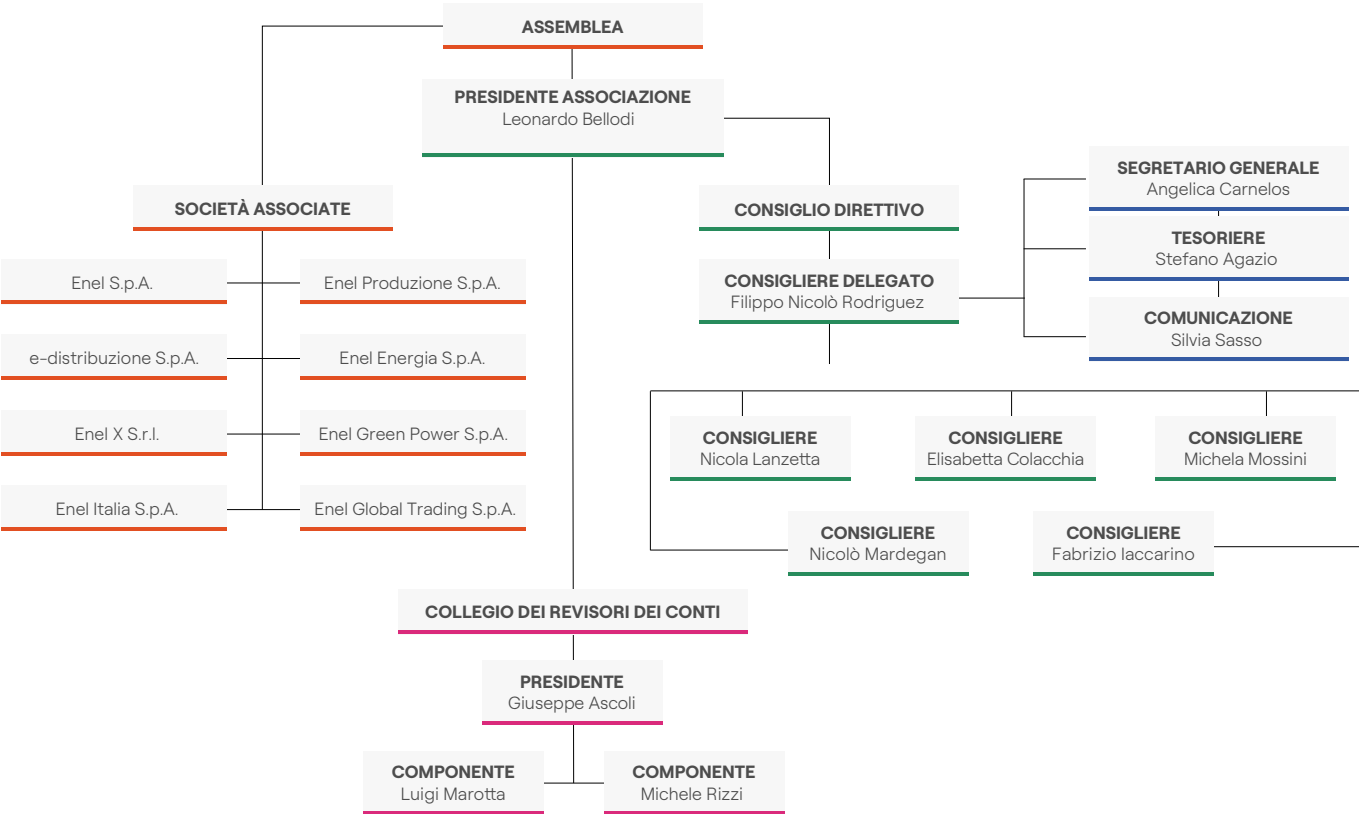 ASSEMBLEA
PRESIDENTE ASSOCIAZIONE
Leonardo Bellodi
SOCIETÀ ASSOCIATE
Enel S.p.A.
Enel Produzione S.p.A.
e-distribuzione S.p.A.
Enel Energia S.p.A.
Enel X S.r.l.
Enel Green Power S.p.A.
Enel Italia S.p.A.
Enel Global Trading S.p.A.
CONSIGLIO DIRETTIVO
CONSIGLIERE DELEGATO
Filippo Nicolò Rodriguez
SEGRETARIO GENERALE
Angelica Carnelos
TESORIERE
Stefano Agazio
COMUNICAZIONE
Silvia Sasso
CONSIGLIERE
Nicola Lanzetta
CONSIGLIERE
Elisabetta Colacchia
CONSIGLIERE
Michela Mossini
CONSIGLIERE
Nicolò Mardegan
CONSIGLIERE
Fabrizio Iaccarino
COLLEGIO DEI REVISORI DEI CONTI
PRESIDENTE
Giuseppe Ascoli
COMPONENTE
Luigi Marotta
COMPONENTE
Michele Rizzi